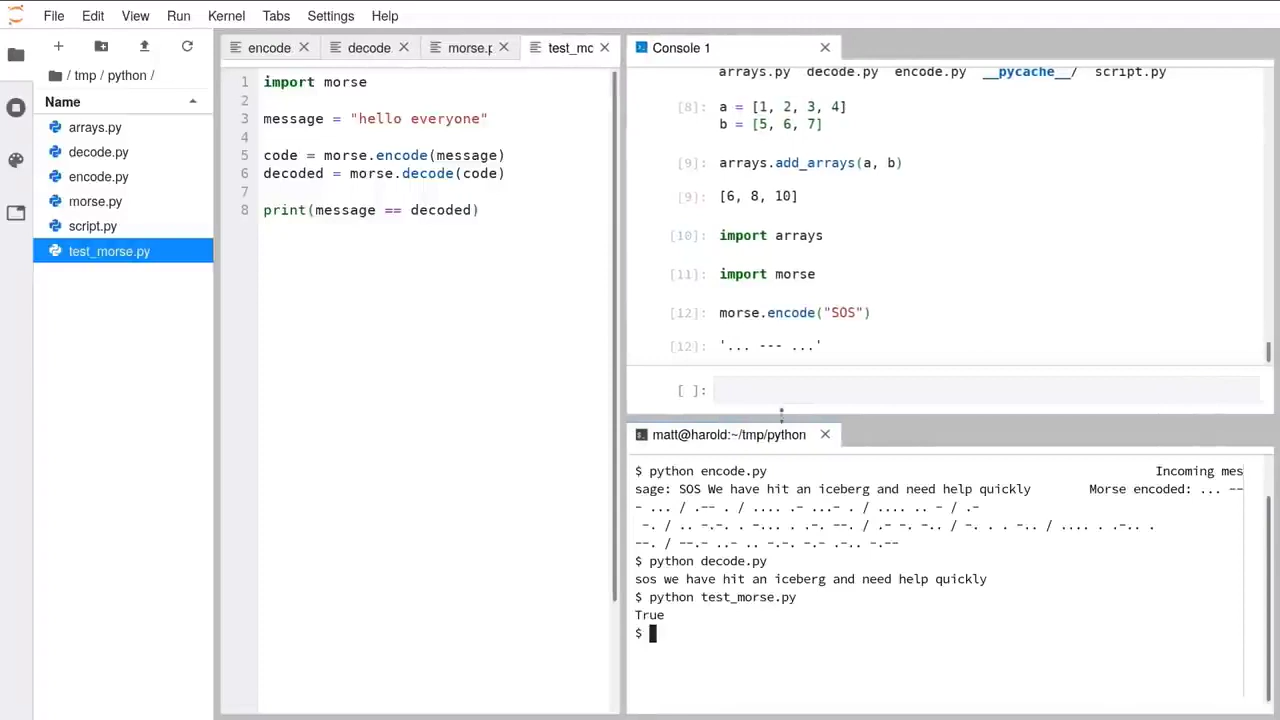 File Edit View Run Kernel Tabs Settings Help
/ tmp / python /
Name
arrays.py
decode.py
encode.py
morse.py
script.py
test_morse.py
encode
decode
morse.p
test_mc
1 import morse
2
3 message = "hello everyone"
4
5 code = morse.encode(message)
6 decoded = morse.decode(code)
7
8 print(message == decoded)
Console 1
arrays.py decode.py encode.py __pycache__/ script.py
[8]: a = [1, 2, 3, 4]
b = [5, 6, 7]
[9]: arrays.add_arrays(a, b)
[9]: [6, 8, 10]
[10]: import arrays
[11]: import morse
[12]: morse.encode("SOS")
[12]: '... --- ...'
[ ]:
matt@harold:~/tmp/python
$ python encode.py Incoming mes
sage: SOS We have hit an iceberg and need help quickly Morse encoded: ... --
- ... / .-- . / .... .- ...- . / .... .. - / .-
-. / .. -.-. . -... . .-. --. / .- -. -.. / -. . . -.. / .... . .-.. .
--. / --.- ..- .. -.-. -.- .-.. -.--
$ python decode.py
sos we have hit an iceberg and need help quickly
$ python test_morse.py
True
$